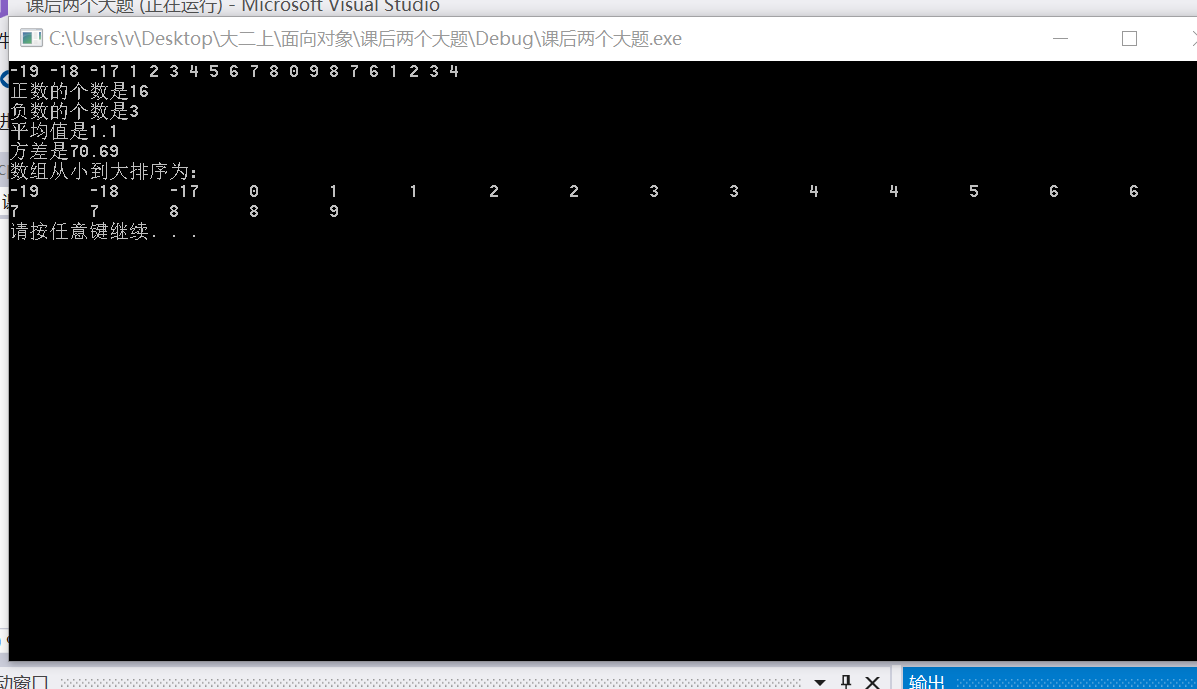 课后两个大题 (正在运行) - Microsoft Visual Studio
C:\Users\v\Desktop\大二上\面向对象\课后两个大题\Debug\课后两个大题.exe
-19 -18 -17 1 2 3 4 5 6 7 8 0 9 8 7 6 1 2 3 4
正数的个数是16
负数的个数是3
平均值是1.1
方差是70.69
数组从小到大排序为:
-19 -18 -17 0 1 1 2 2 3 3 4 4 5 6 6
7 7 8 8 9
请按任意键继续. . .
动窗口
输出